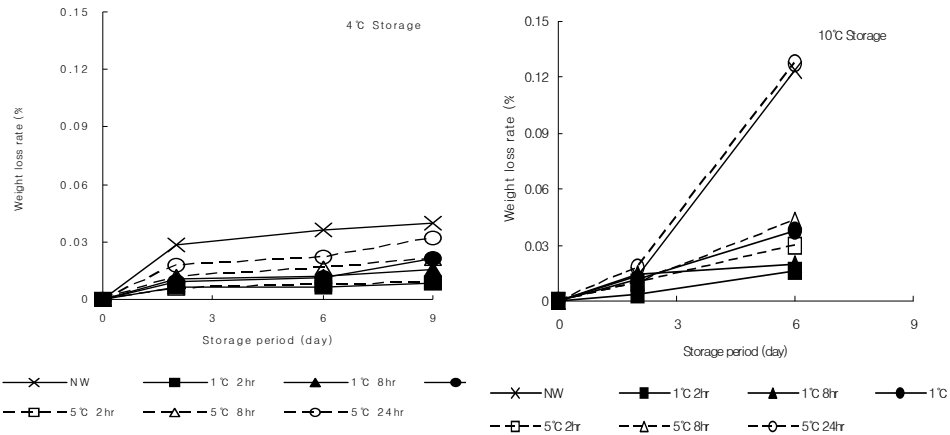 4℃ Storage
Weight loss rate (%
0.15
0.12
0.09
0.06
0.03
0
0 3 6 9
Storage period (day)
NW 1℃ 2hr 1℃ 8hr
5℃ 2hr 5℃ 8hr 5℃ 24hr
10℃ Storage
Weight loss rate (%
0.15
0.12
0.09
0.06
0.03
0
0 3 6 9
Storage period (day)
NW 1℃ 2hr 1℃ 8hr 1℃
5℃ 2hr 5℃ 8hr 5℃ 24hr